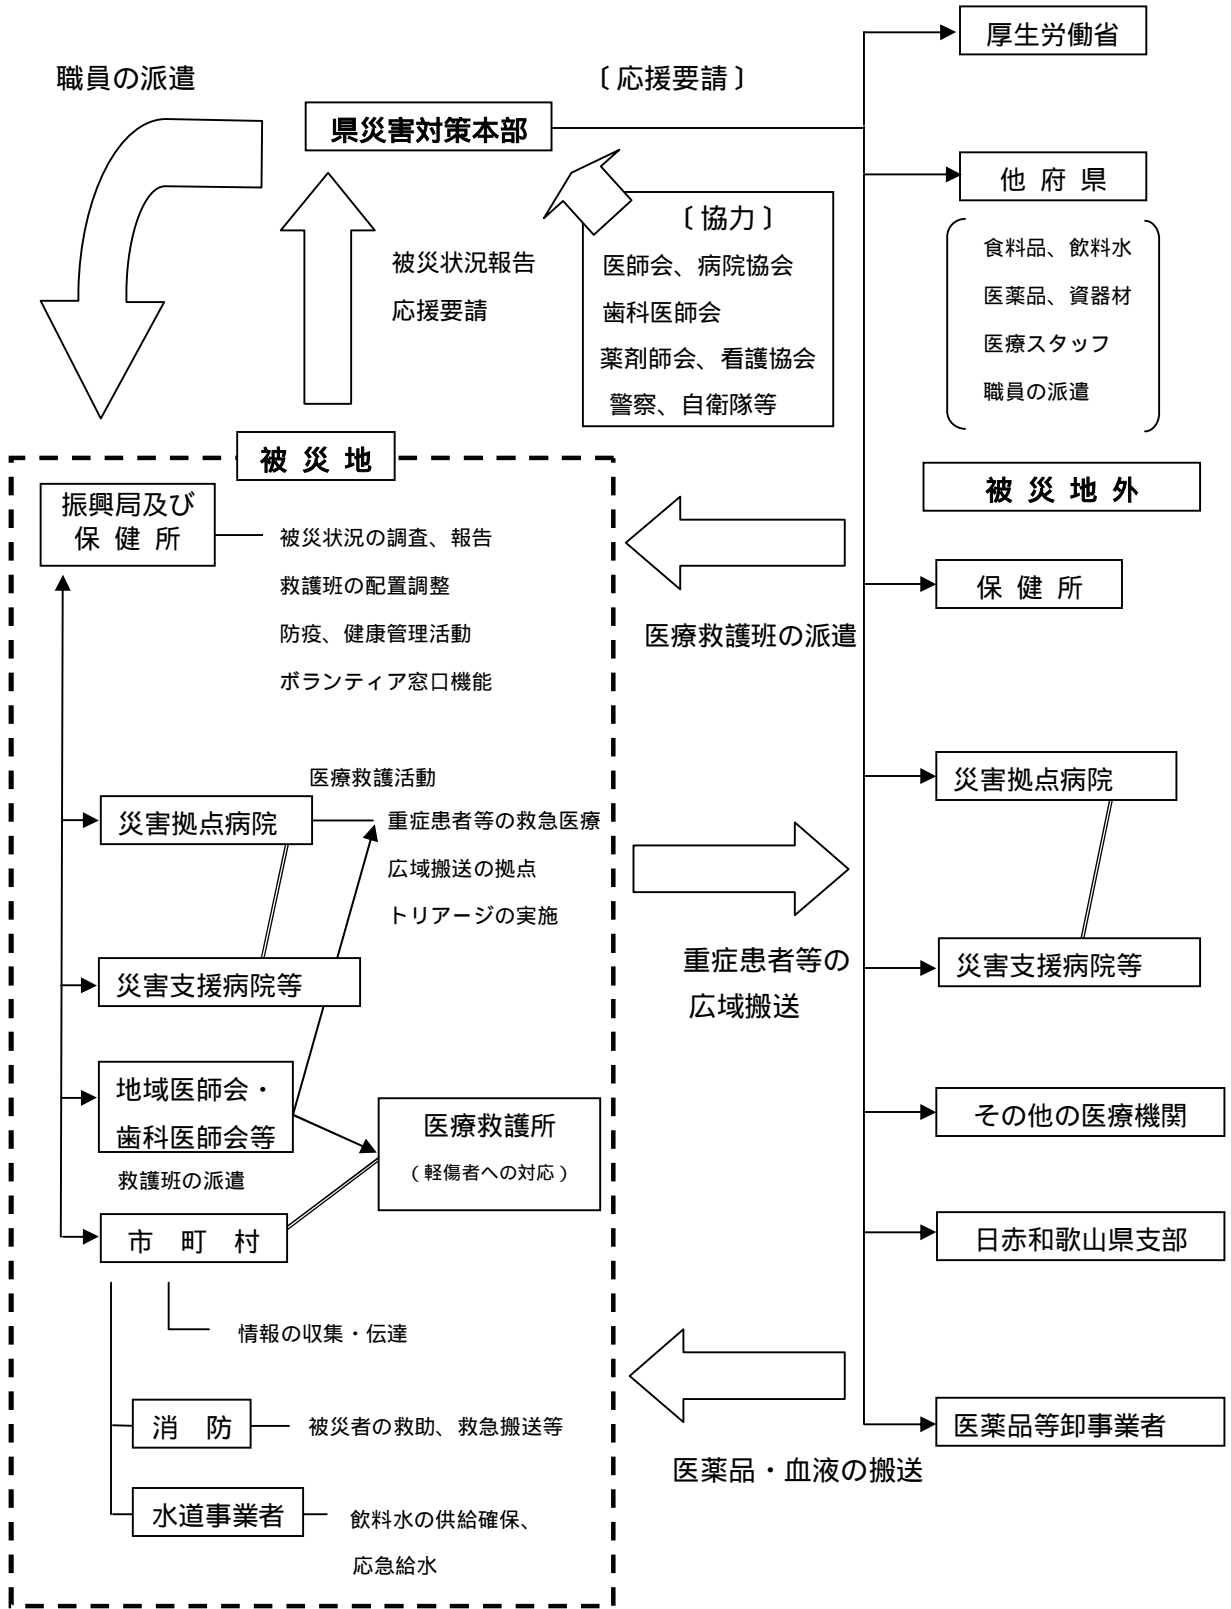 厚生労働省
職員の派遣
〔応援要請〕
県災害対策本部
他府県
〔協力〕
医師会、病院協会
歯科医師会
薬剤師会、看護協会
警察、自衛隊等
被災状況報告
応援要請
食料品、飲料水
医薬品、資器材
医療スタッフ
職員の派遣
被災地
被災地外
振興局及び
保健所
被災状況の調査、報告
救護班の配置調整
防疫、健康管理活動
ボランティア窓口機能
保健所
医療救護班の派遣
医療救護活動
災害拠点病院
重症患者等の救急医療
広域搬送の拠点
トリアージの実施
災害拠点病院
災害支援病院等
重症患者等の
広域搬送
災害支援病院等
地域医師会・
歯科医師会等
救護班の派遣
医療救護所
（軽傷者への対応）
その他の医療機関
市町村
日赤和歌山県支部
情報の収集・伝達
消防
被災者の救助、救急搬送等
医薬品等卸事業者
医薬品・血液の搬送
水道事業者
飲料水の供給確保、
応急給水